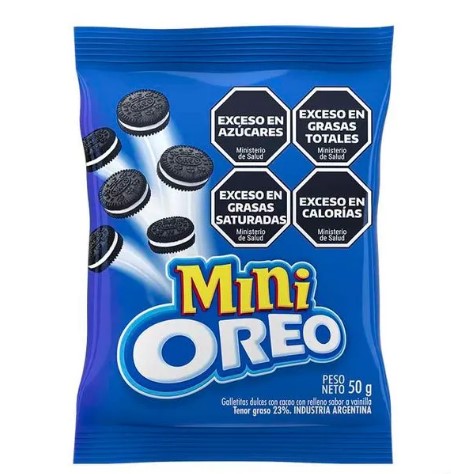 EXCESO EN
AZÚCARES
Ministerio
de Salud
EXCESO EN
GRASAS
TOTALES
Ministerio
de Salud
EXCESO EN
GRASAS
SATURADAS
Ministerio
de Salud
EXCESO EN
CALORÍAS
Ministerio
de Salud
Mini
OREO
PESO
NETO 50 g
Galletitas dulces con cacao con relleno sabor a vainilla
Tenor graso 23%. INDUSTRIA ARGENTINA